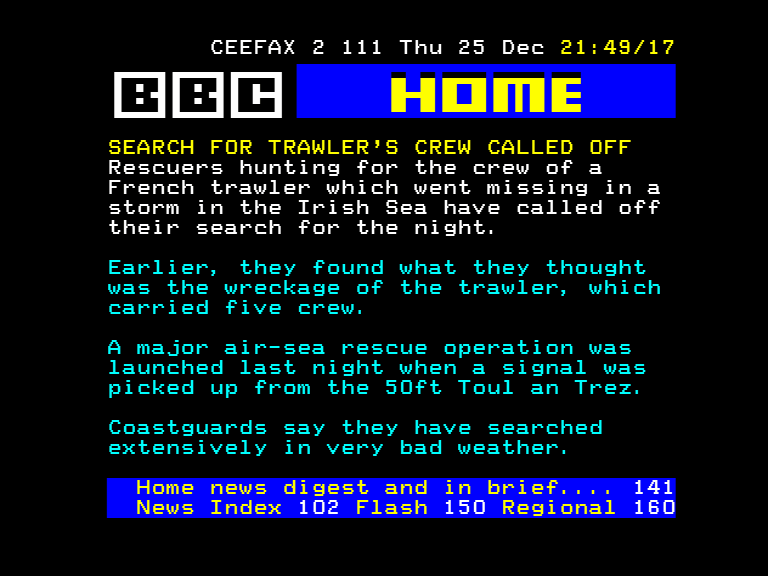 CEEFAX 2 111 Thu 25 Dec 21:49/17
BBC HOME
SEARCH FOR TRAWLER'S CREW CALLED OFF
Rescuers hunting for the crew of a
French trawler which went missing in a
storm in the Irish Sea have called off
their search for the night.
Earlier, they found what they thought
was the wreckage of the trawler, which
carried five crew.
A major air-sea rescue operation was
launched last night when a signal was
picked up from the 50ft Toul an Trez.
Coastguards say they have searched
extensively in very bad weather.
Home news digest and in brief.... 141
News Index 102 Flash 150 Regional 160